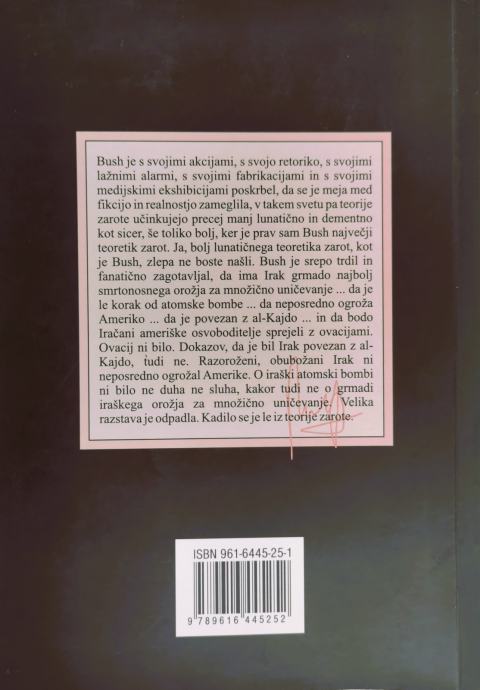 Bush je s svojimi akcijami, s svojo retoriko, s svojimi
lažnimi alarmi, s svojimi fabrikacijami in s svojimi
medijskimi ekshibicijami poskrbel, da se je meja med
fikcijo in realnostjo zameglila, v takem svetu pa teorije
zarote učinkujejo precej manj lunatično in dementno
kot sicer, še toliko bolj, ker je prav sam Bush največji
teoretik zarot. Ja, bolj lunatičnega teoretika zarot, kot
je Bush, zlepa ne boste našli. Bush je srepo trdil in
fanatično zagotavljal, da ima Irak grmado najbolj
smrtonosnega orožja za množično uničevanje ... da je
le korak od atomske bombe ... da neposredno ogroža
Ameriko ... da je povezan z al-Kajdo ... in da bodo
Iračani ameriške osvoboditelje sprejeli z ovacijami.
Ovacij ni bilo. Dokazov, da je bil Irak povezan z al-
Kajdo, tudi ne. Razoroženi, obubožani Irak ni
neposredno ogrožal Amerike. O iraški atomski bombi
ni bilo ne duha ne sluha, kakor tudi ne o grmadi
iraškega orožja za množično uničevanje. Velika
razstava je odpadla. Kadilo se je le iz teorije zarote.
ISBN 961-6445-25-1
9 789616 445252